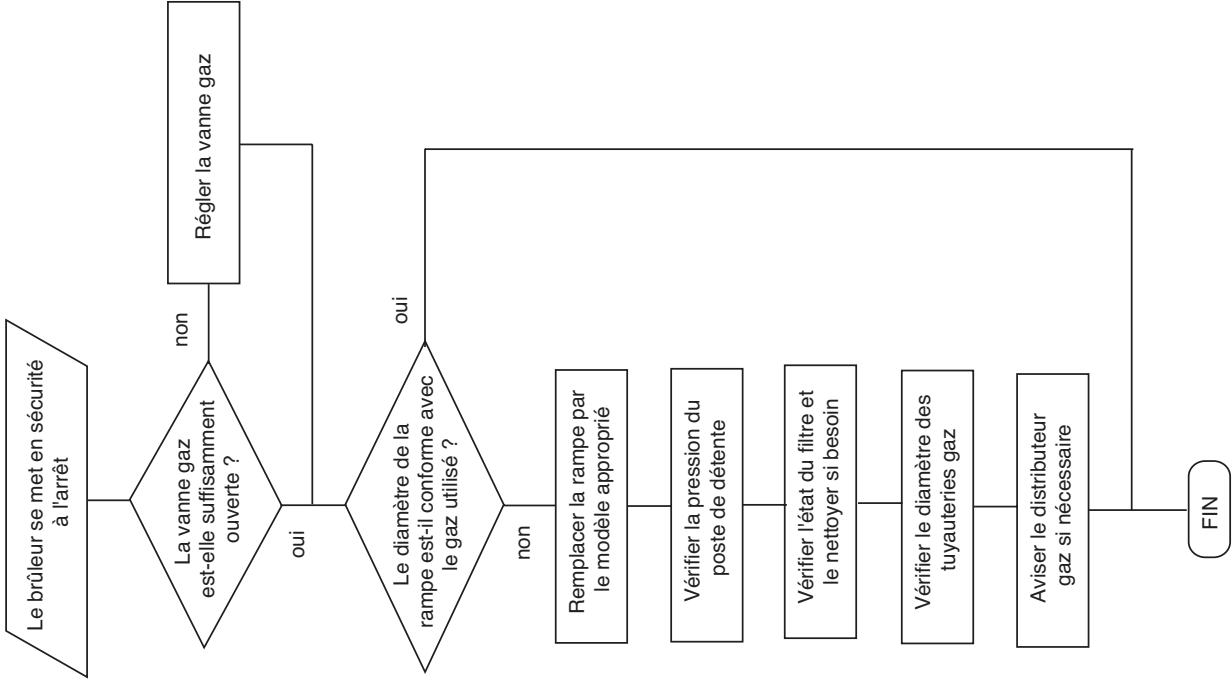 Le brûleur se met en sécurité
à l'arrêt
La vanne gaz
est-elle suffisamment
ouverte ?
non
Régler la vanne gaz
oui
Le diamètre de la
rampe est-il conforme avec
le gaz utilisé ?
oui
non
Remplacer la rampe par
le modèle approprié
Vérifier la pression du
poste de détente
Vérifier l'état du filtre et
le nettoyer si besoin
Vérifier le diamètre des
tuyauteries gaz
Aviser le distributeur
gaz si nécessaire
FIN